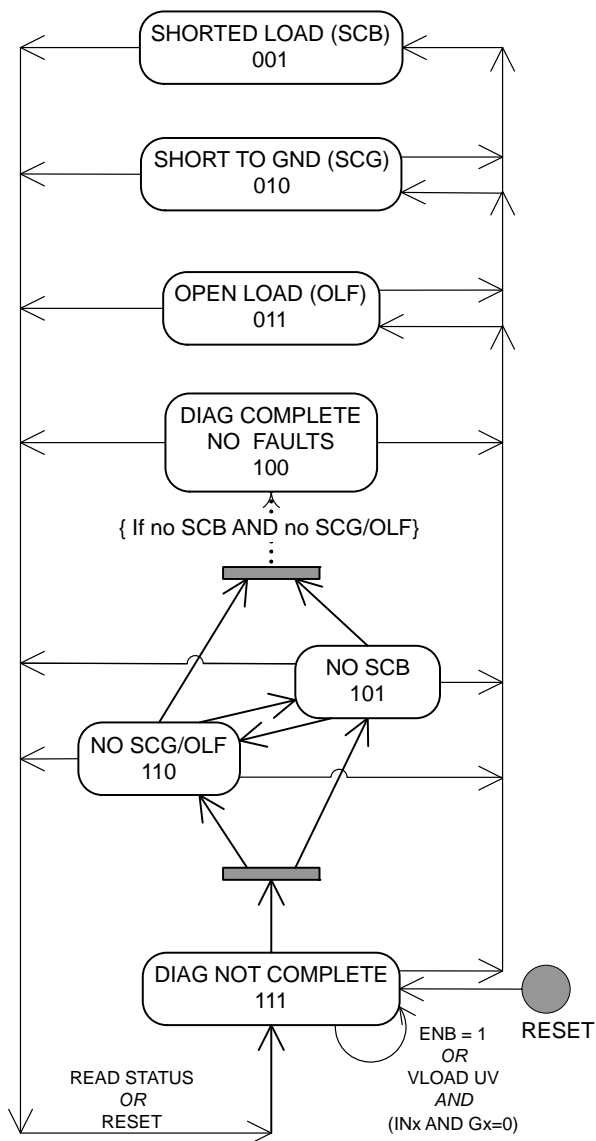 SHORTED LOAD (SCB)
001
SHORT TO GND (SCG)
010
OPEN LOAD (OLF)
011
DIAG COMPLETE
NO FAULTS
100
{ If no SCB AND no SCG/OLF}
NO SCB
101
NO SCG/OLF
110
DIAG NOT COMPLETE
111
RESET
ENB = 1
OR
VLOAD UV
AND
(INx AND Gx=0)
READ STATUS
OR
RESET